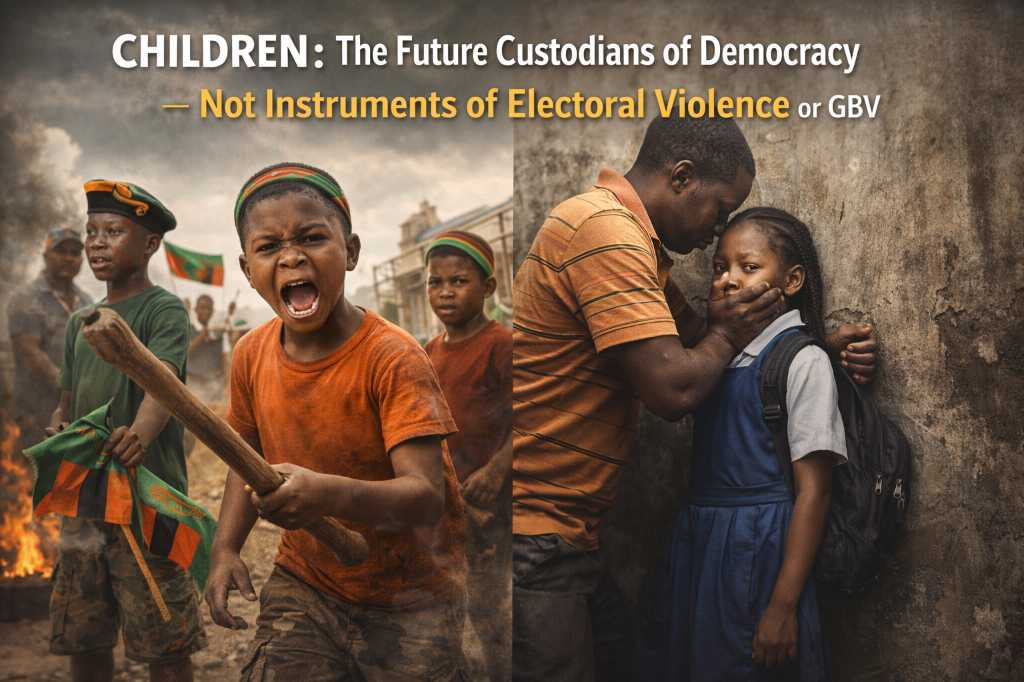 CHILDREN: The Future Custodians of Democracy
— Not Instruments of Electoral Violence or GBV